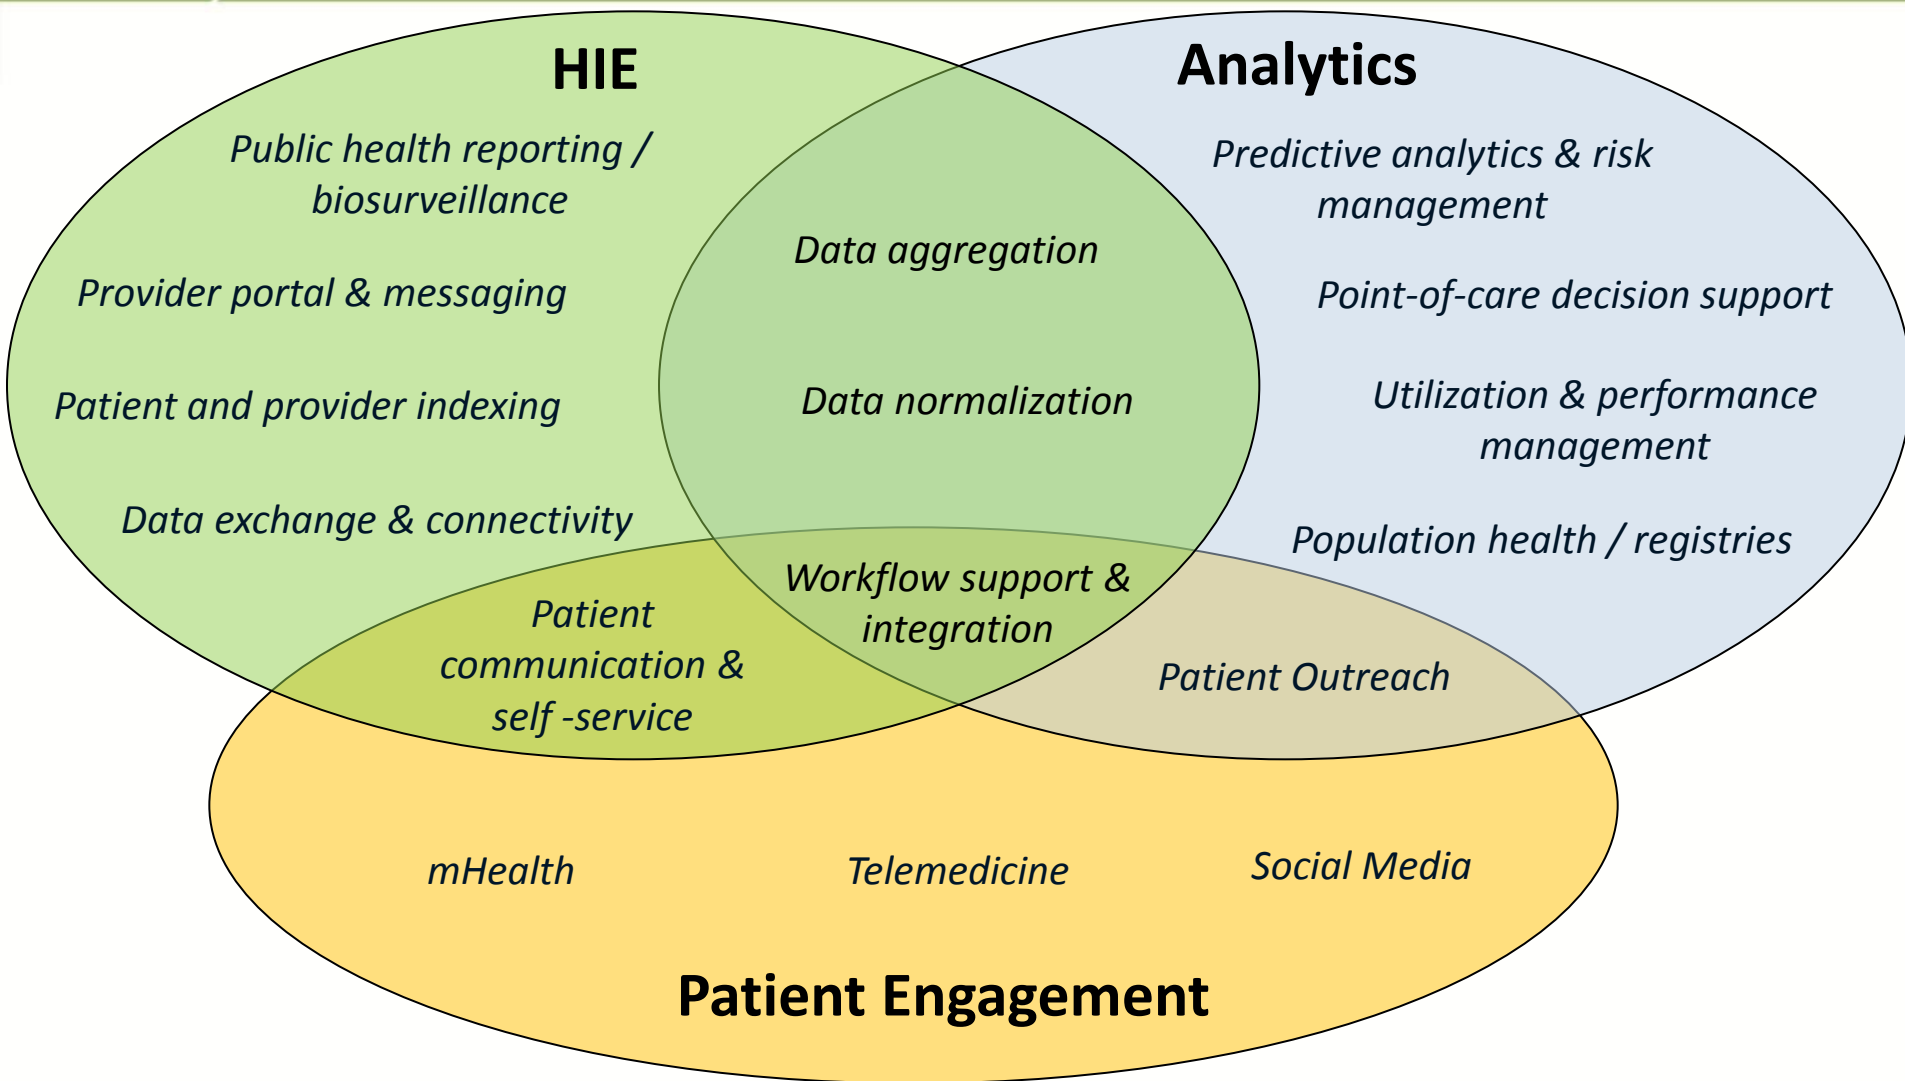 HIE
Public health reporting /
biosurveillance
Provider portal & messaging
Patient and provider indexing
Data exchange & connectivity
Data aggregation
Data normalization
Workflow support &
integration
Analytics
Predictive analytics & risk
management
Point-of-care decision support
Utilization & performance
management
Population health / registries
Patient
communication &
self -service
Patient Outreach
mHealth
Telemedicine
Social Media
Patient Engagement